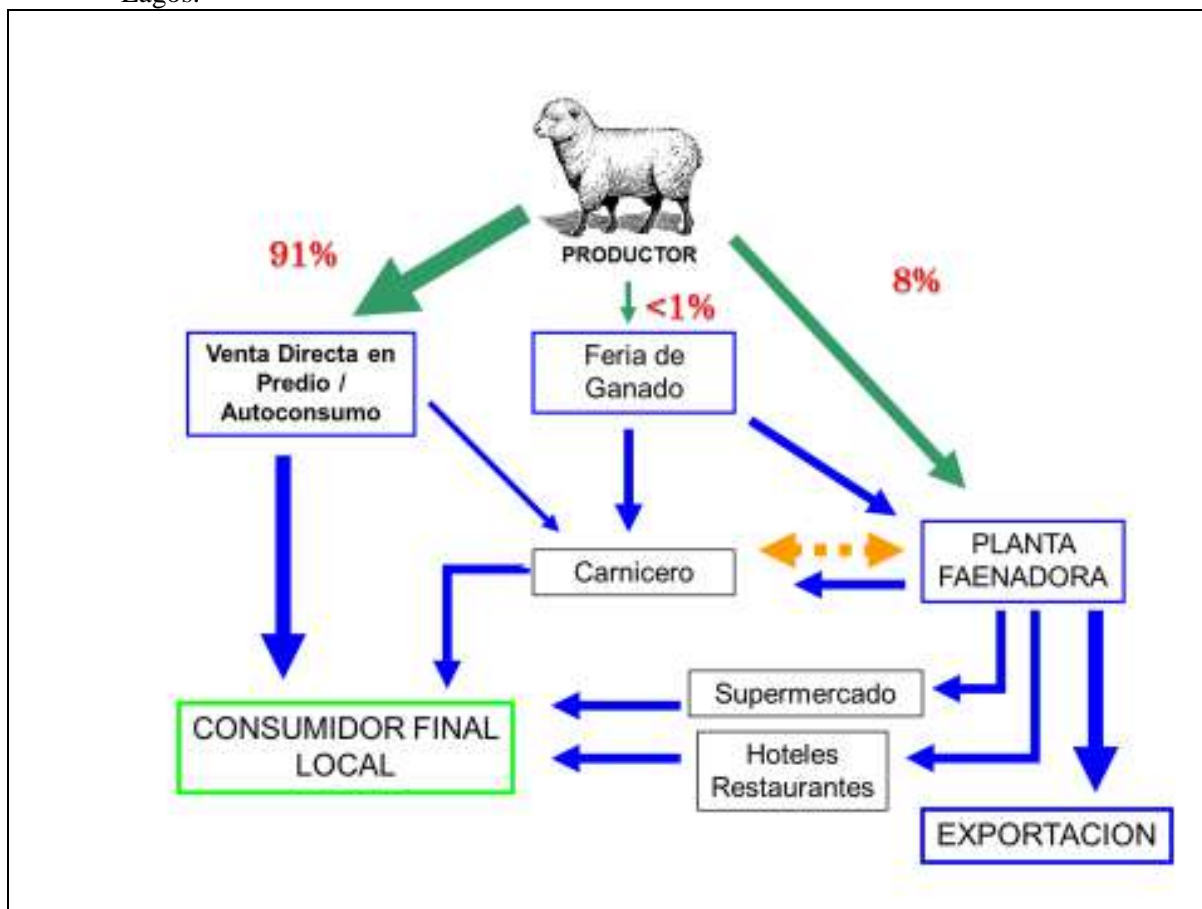 Lagos.
PRODUCTOR
91%
<1%
8%
Venta Directa en
Predio /
Autoconsumo
Feria de
Ganado
Carnicero
PLANTA
FAENADORA
Supermercado
Hoteles
Restaurantes
CONSUMIDOR FINAL
LOCAL
EXPORTACION